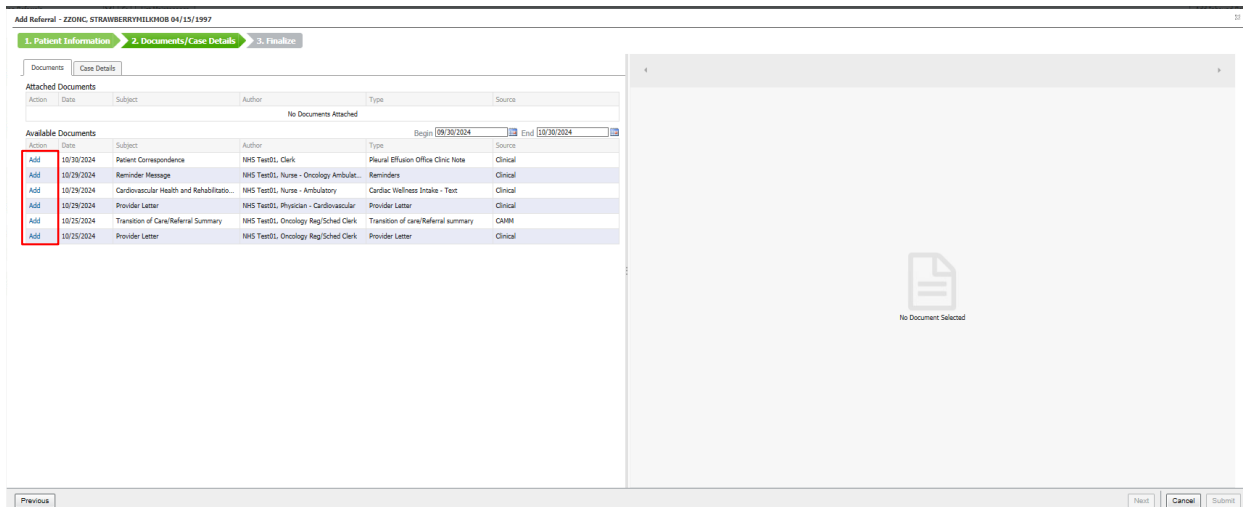 Add Referral - ZZONC, STRAWBERRYMILKMOB 04/15/1997
1. Patient Information 2. Documents/Case Details 3. Finalize
Documents Case Details
Attached Documents
Action Date Subject Author Type Source
No Documents Attached
Available Documents Begin 09/30/2024 End 10/30/2024
Action Date Subject Author Type Source
Add 10/30/2024 Patient Correspondence NHS Test01, Clerk Pleural Effusion Office Clinic Note Clinical
Add 10/29/2024 Reminder Message NHS Test01, Nurse - Oncology Ambulat... Reminders Clinical
Add 10/29/2024 Cardiovascular Health and Rehabilitatio... NHS Test01, Nurse - Ambulatory Cardiac Wellness Intake - Text Clinical
Add 10/29/2024 Provider Letter NHS Test01, Physician - Cardiovascular Provider Letter Clinical
Add 10/25/2024 Transition of Care/Referral Summary NHS Test01, Oncology Reg/Sched Clerk Transition of care/Referral summary CAMM
Add 10/25/2024 Provider Letter NHS Test01, Oncology Reg/Sched Clerk Provider Letter Clinical
No Document Selected
Previous Next Cancel Submit